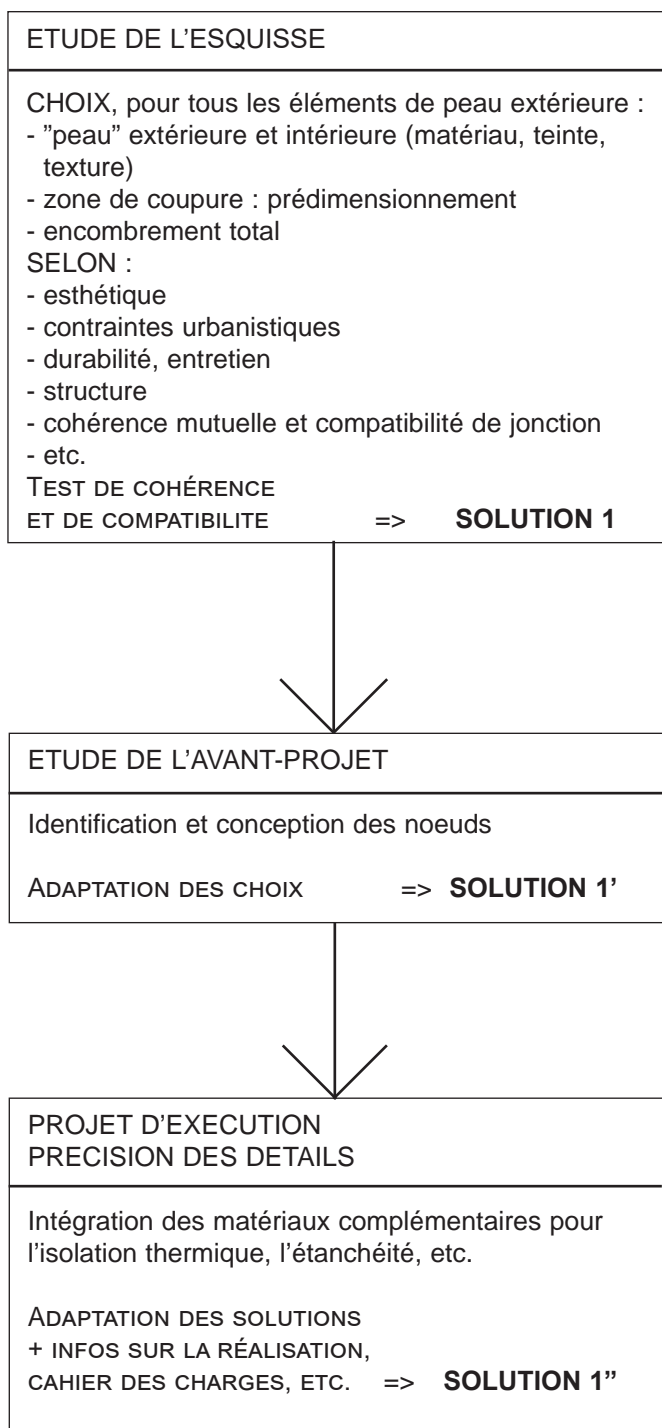 ETUDE DE L’ESQUISSE
CHOIX, pour tous les éléments de peau extérieure :
- ”peau” extérieure et intérieure (matériau, teinte,
texture)
- zone de coupure : prédimensionnement
- encombrement total
SELON :
- esthétique
- contraintes urbanistiques
- durabilité, entretien
- structure
- cohérence mutuelle et compatibilité de jonction
- etc.
TEST DE COHÉRENCE
ET DE COMPATIBILITE => SOLUTION 1
ETUDE DE L’AVANT-PROJET
Identification et conception des noeuds
ADAPTATION DES CHOIX => SOLUTION 1’
PROJET D’EXECUTION
PRECISION DES DETAILS
Intégration des matériaux complémentaires pour
l’isolation thermique, l’étanchéité, etc.
ADAPTATION DES SOLUTIONS
+ INFOS SUR LA RÉALISATION,
CAHIER DES CHARGES, ETC. => SOLUTION 1”